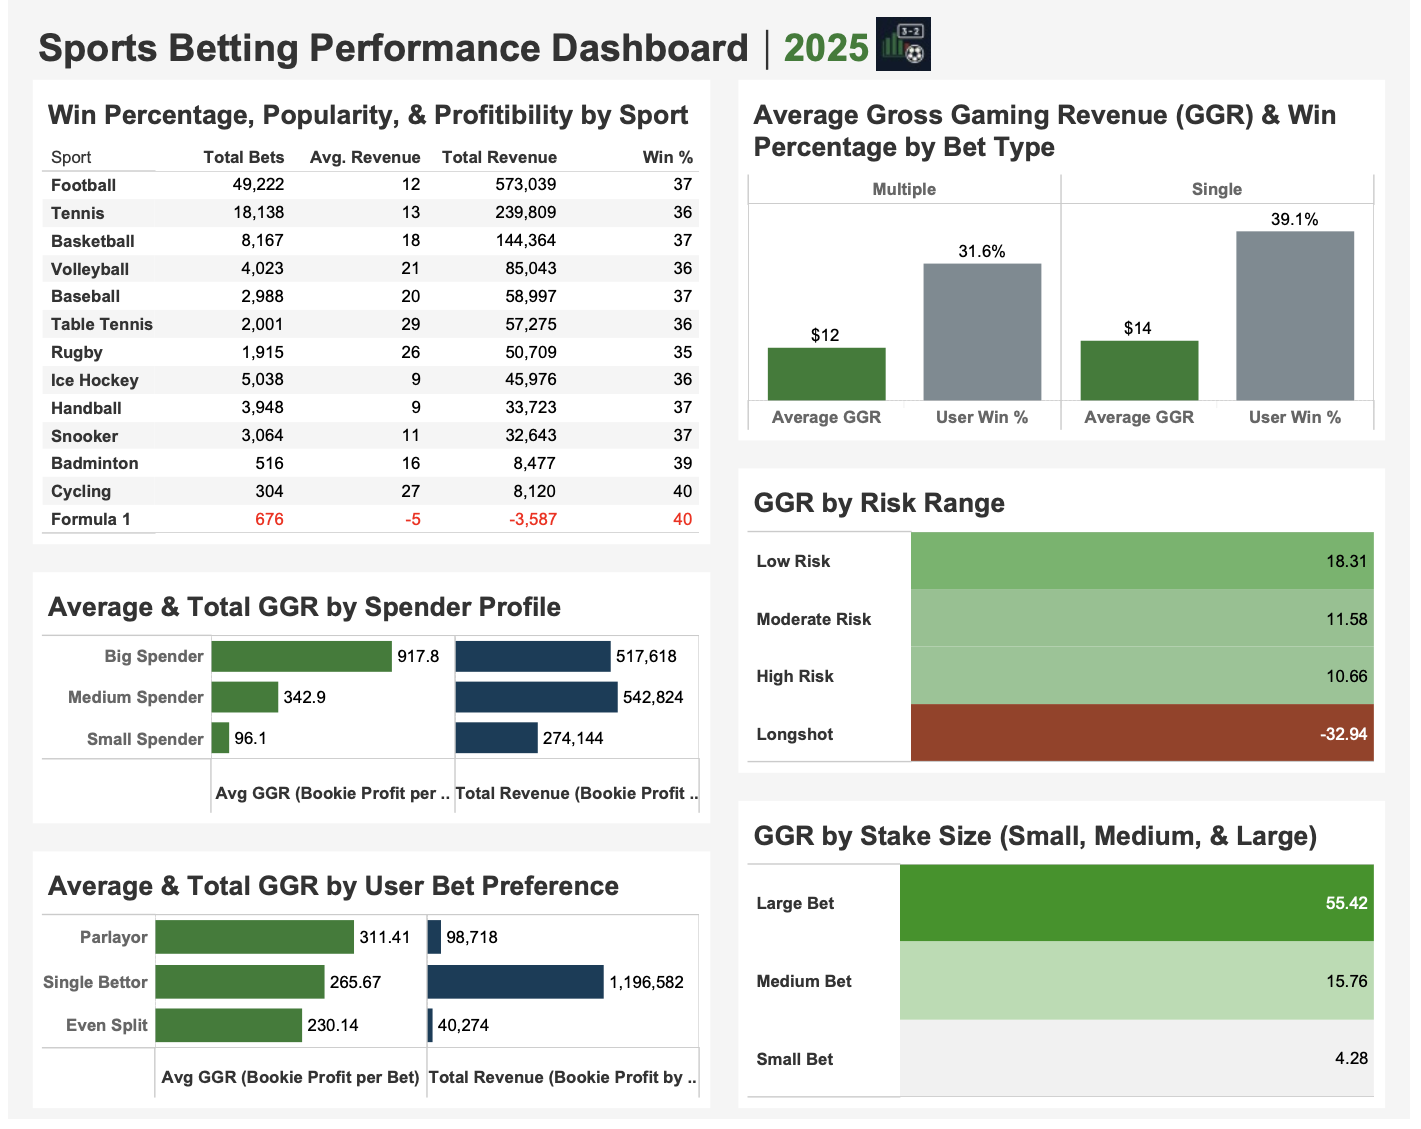 Sports Betting Performance Dashboard | 2025
3-2
Win Percentage, Popularity, & Profitibility by Sport
Sport Total Bets Avg. Revenue Total Revenue Win %
Football 49,222 12 573,039 37
Tennis 18,138 13 239,809 36
Basketball 8,167 18 144,364 37
Volleyball 4,023 21 85,043 36
Baseball 2,988 20 58,997 37
Table Tennis 2,001 29 57,275 36
Rugby 1,915 26 50,709 35
Ice Hockey 5,038 9 45,976 36
Handball 3,948 9 33,723 37
Snooker 3,064 11 32,643 37
Badminton 516 16 8,477 39
Cycling 304 27 8,120 40
Formula 1 676 -5 -3,587 40
Average & Total GGR by Spender Profile
Big Spender 917.8 517,618
Medium Spender 342.9 542,824
Small Spender 96.1 274,144
Avg GGR (Bookie Profit per .. Total Revenue (Bookie Profit ..
Average & Total GGR by User Bet Preference
Parlayor 311.41 98,718
Single Bettor 265.67 1,196,582
Even Split 230.14 40,274
Avg GGR (Bookie Profit per Bet) Total Revenue (Bookie Profit by ..
Average Gross Gaming Revenue (GGR) & Win
Percentage by Bet Type
Multiple Single
$12 31.6% $14 39.1%
Average GGR User Win % Average GGR User Win %
GGR by Risk Range
Low Risk 18.31
Moderate Risk 11.58
High Risk 10.66
Longshot -32.94
GGR by Stake Size (Small, Medium, & Large)
Large Bet 55.42
Medium Bet 15.76
Small Bet 4.28